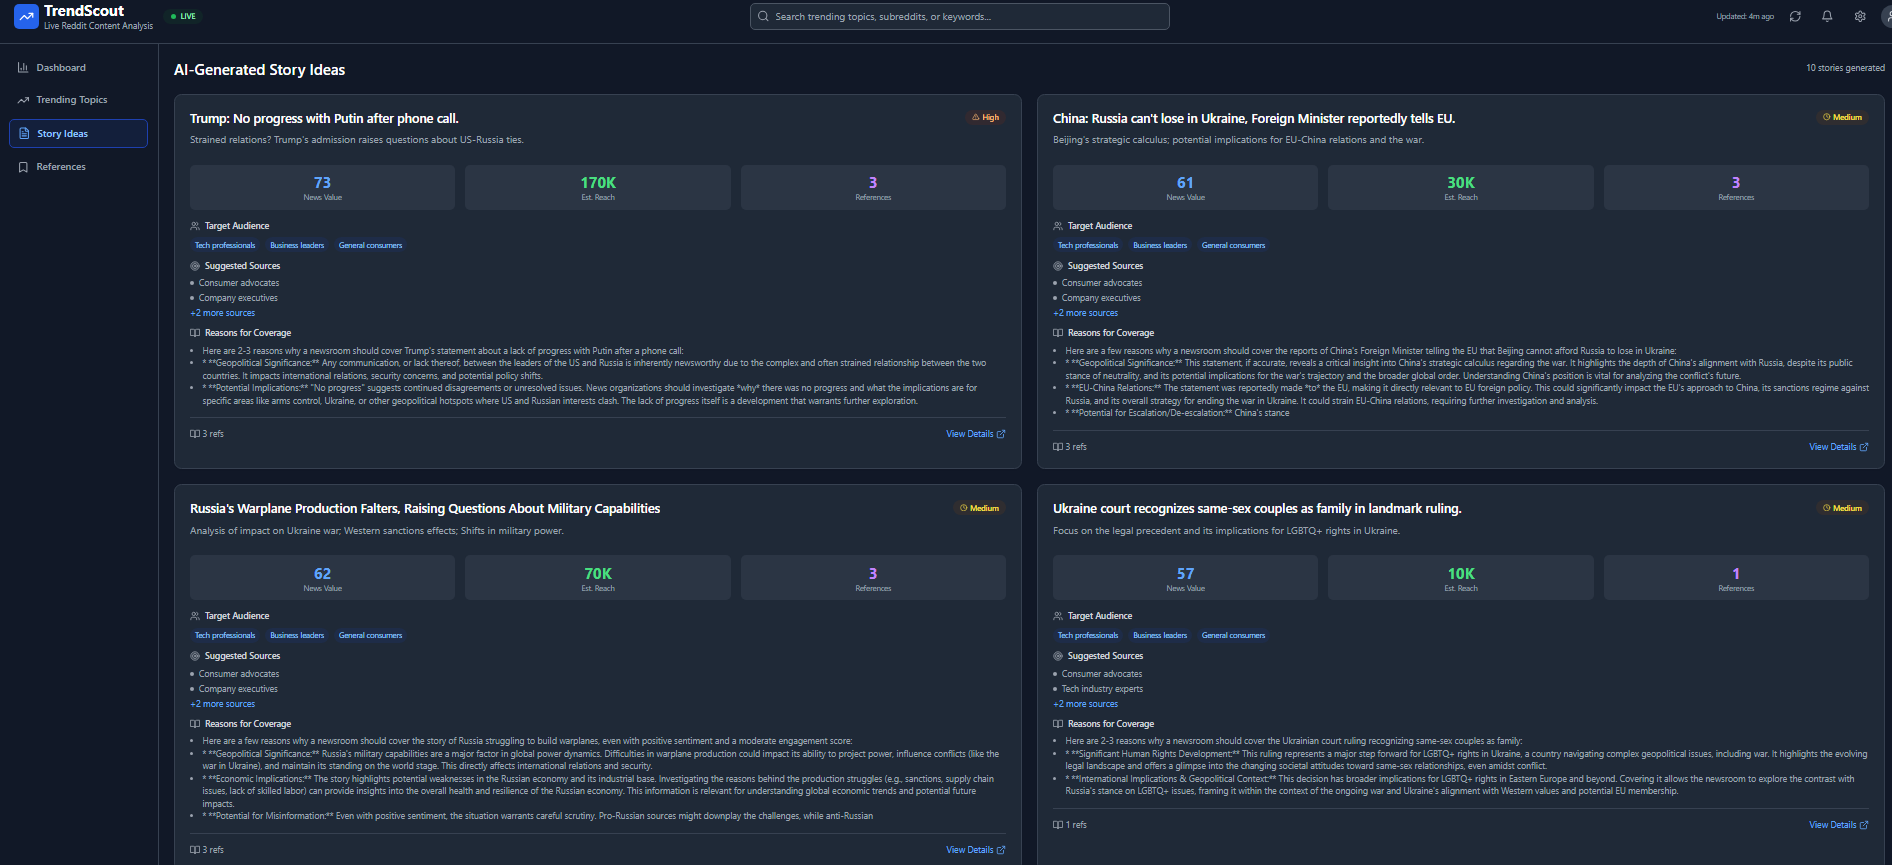 TrendScout
Live Reddit Content Analysis
LIVE
Search trending topics, subreddits, or keywords...
Updated: 4m ago
Dashboard
Trending Topics
Story Ideas
References
AI-Generated Story Ideas
10 stories generated
Trump: No progress with Putin after phone call.
High
Strained relations? Trump's admission raises questions about US-Russia ties.
73
News Value
170K
Est. Reach
3
References
Target Audience
Tech professionals Business leaders General consumers
Suggested Sources
• Consumer advocates
• Company executives
+2 more sources
Reasons for Coverage
• Here are 2-3 reasons why a newsroom should cover Trump's statement about a lack of progress with Putin after a phone call:
• * **Geopolitical Significance:** Any communication, or lack thereof, between the leaders of the US and Russia is inherently newsworthy due to the complex and often strained relationship between the two
countries. It impacts international relations, security concerns, and potential policy shifts.
• * **Potential Implications:** "No progress" suggests continued disagreements or unresolved issues. News organizations should investigate *why* there was no progress and what the implications are for
specific areas like arms control, Ukraine, or other geopolitical hotspots where US and Russian interests clash. The lack of progress itself is a development that warrants further exploration.
3 refs
View Details
China: Russia can't lose in Ukraine, Foreign Minister reportedly tells EU.
Medium
Beijing's strategic calculus; potential implications for EU-China relations and the war.
61
News Value
30K
Est. Reach
3
References
Target Audience
Tech professionals Business leaders General consumers
Suggested Sources
• Consumer advocates
• Company executives
+2 more sources
Reasons for Coverage
• Here are a few reasons why a newsroom should cover the reports of China's Foreign Minister telling the EU that Beijing cannot afford Russia to lose in Ukraine:
• * **Geopolitical Significance:** This statement, if accurate, reveals a critical insight into China's strategic calculus regarding the war. It highlights the depth of China's alignment with Russia, despite its public
stance of neutrality, and its potential implications for the war's trajectory and the broader global order. Understanding China's position is vital for analyzing the conflict's future.
• * **EU-China Relations:** The statement was reportedly made *to* the EU, making it directly relevant to EU foreign policy. This could significantly impact the EU's approach to China, its sanctions regime against
Russia, and its overall strategy for ending the war in Ukraine. It could strain EU-China relations, requiring further investigation and analysis.
• * **Potential for Escalation/De-escalation:** China's stance
3 refs
View Details
Russia's Warplane Production Falters, Raising Questions About Military Capabilities
Medium
Analysis of impact on Ukraine war; Western sanctions effects; Shifts in military power.
62
News Value
70K
Est. Reach
3
References
Target Audience
Tech professionals Business leaders General consumers
Suggested Sources
• Consumer advocates
• Company executives
+2 more sources
Reasons for Coverage
• Here are a few reasons why a newsroom should cover the story of Russia struggling to build warplanes, even with positive sentiment and a moderate engagement score:
• * **Geopolitical Significance:** Russia's military capabilities are a major factor in global power dynamics. Difficulties in warplane production could impact its ability to project power, influence conflicts (like the
war in Ukraine), and maintain its standing on the world stage. This directly affects international relations and security.
• * **Economic Implications:** The story highlights potential weaknesses in the Russian economy and its industrial base. Investigating the reasons behind the production struggles (e.g., sanctions, supply chain
issues, lack of skilled labor) can provide insights into the overall health and resilience of the Russian economy. This information is relevant for understanding global economic trends and potential future
impacts.
• * **Potential for Misinformation:** Even with positive sentiment, the situation warrants careful scrutiny. Pro-Russian sources might downplay the challenges, while anti-Russian
3 refs
View Details
Ukraine court recognizes same-sex couples as family in landmark ruling.
Medium
Focus on the legal precedent and its implications for LGBTQ+ rights in Ukraine.
57
News Value
10K
Est. Reach
1
References
Target Audience
Tech professionals Business leaders General consumers
Suggested Sources
• Consumer advocates
• Tech industry experts
+2 more sources
Reasons for Coverage
• Here are 2-3 reasons why a newsroom should cover the Ukrainian court ruling recognizing same-sex couples as family:
• * **Significant Human Rights Development:** This ruling represents a major step forward for LGBTQ+ rights in Ukraine, a country navigating complex geopolitical issues, including war. It highlights the evolving
legal landscape and offers a glimpse into the changing societal attitudes toward same-sex relationships, even amidst conflict.
• * **International Implications & Geopolitical Context:** This decision has broader implications for LGBTQ+ rights in Eastern Europe and beyond. Covering it allows the newsroom to explore the contrast with
Russia's stance on LGBTQ+ issues, framing it within the context of the ongoing war and Ukraine's alignment with Western values and potential EU membership.
1 refs
View Details